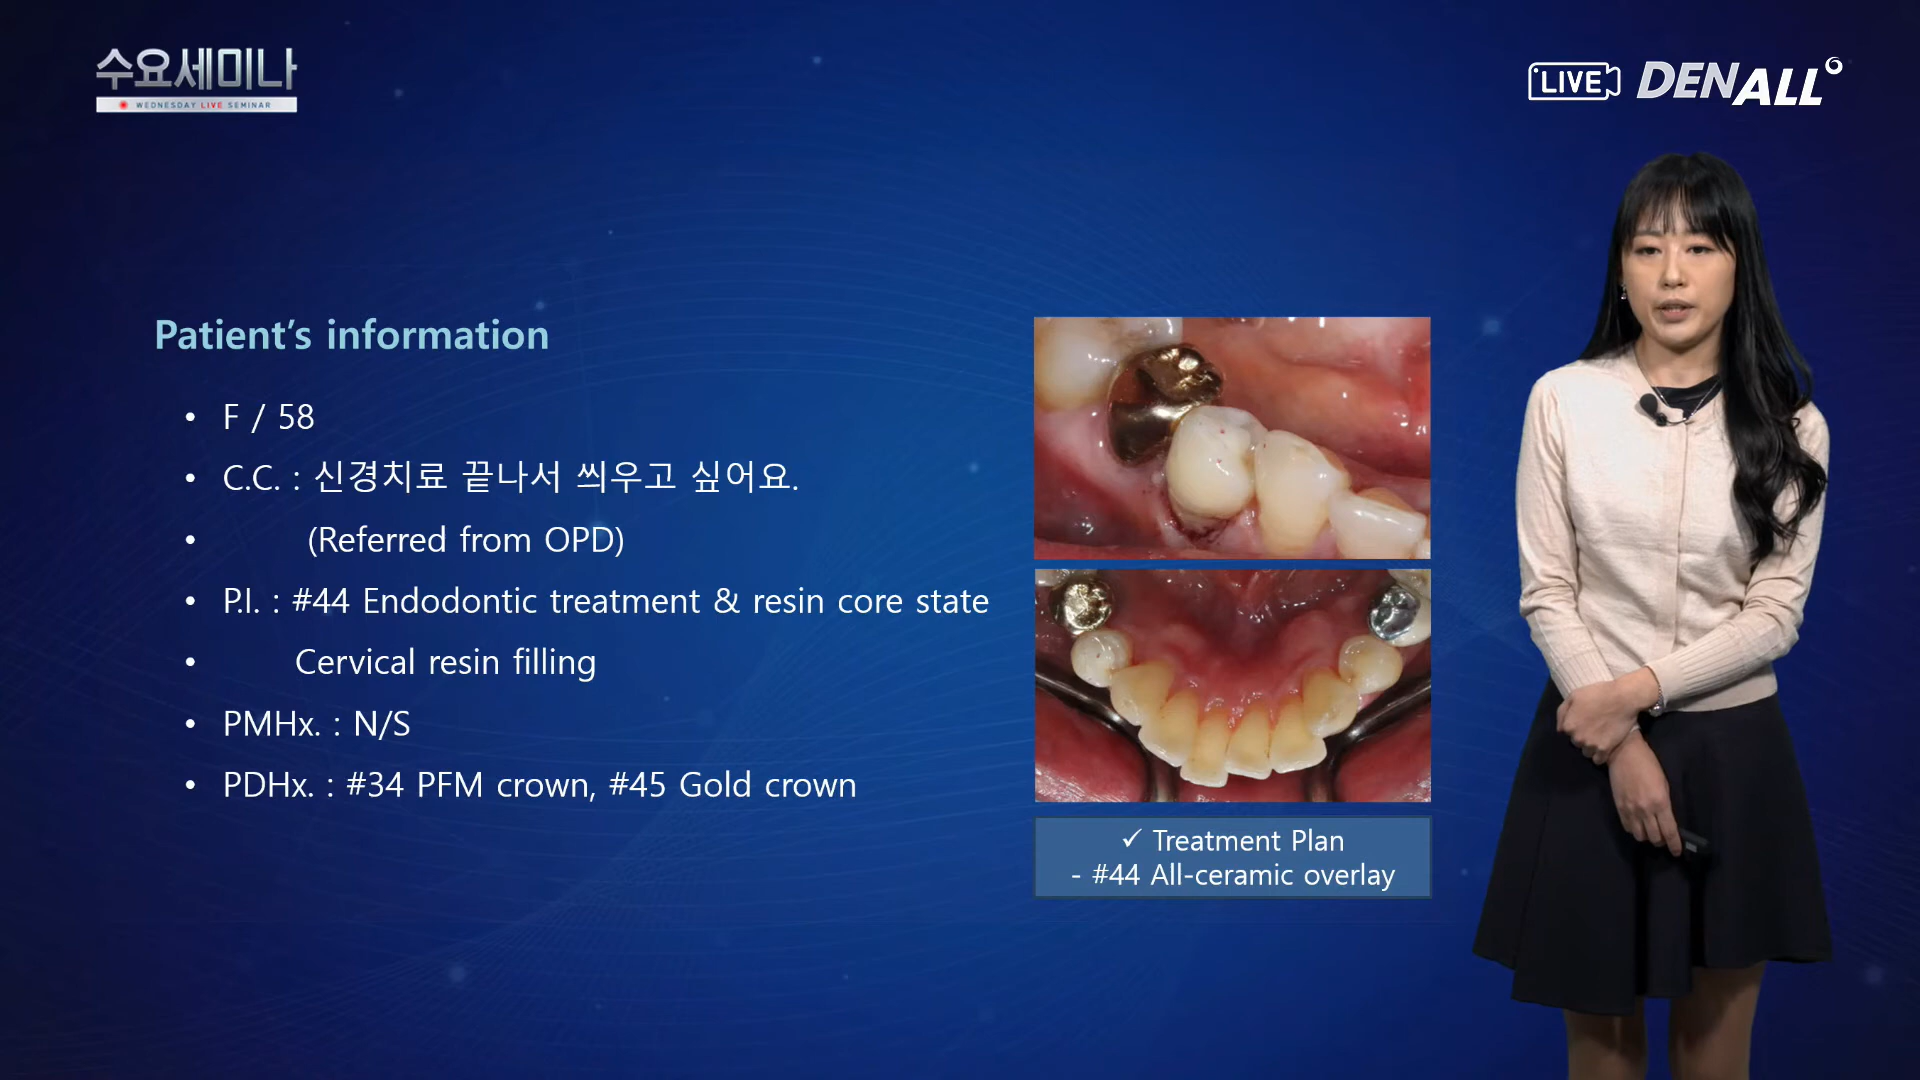 수요세미나
WEDNESDAY LIVE SEMINAR
LIVE DENALL
Patient's information
• F / 58
• C.C. : 신경치료 끝나서 씌우고 싶어요.
• (Referred from OPD)
• P.I. : #44 Endodontic treatment & resin core state
• Cervical resin filling
• PMHx. : N/S
• PDHx. : #34 PFM crown, #45 Gold crown
✓ Treatment Plan
- #44 All-ceramic overlay